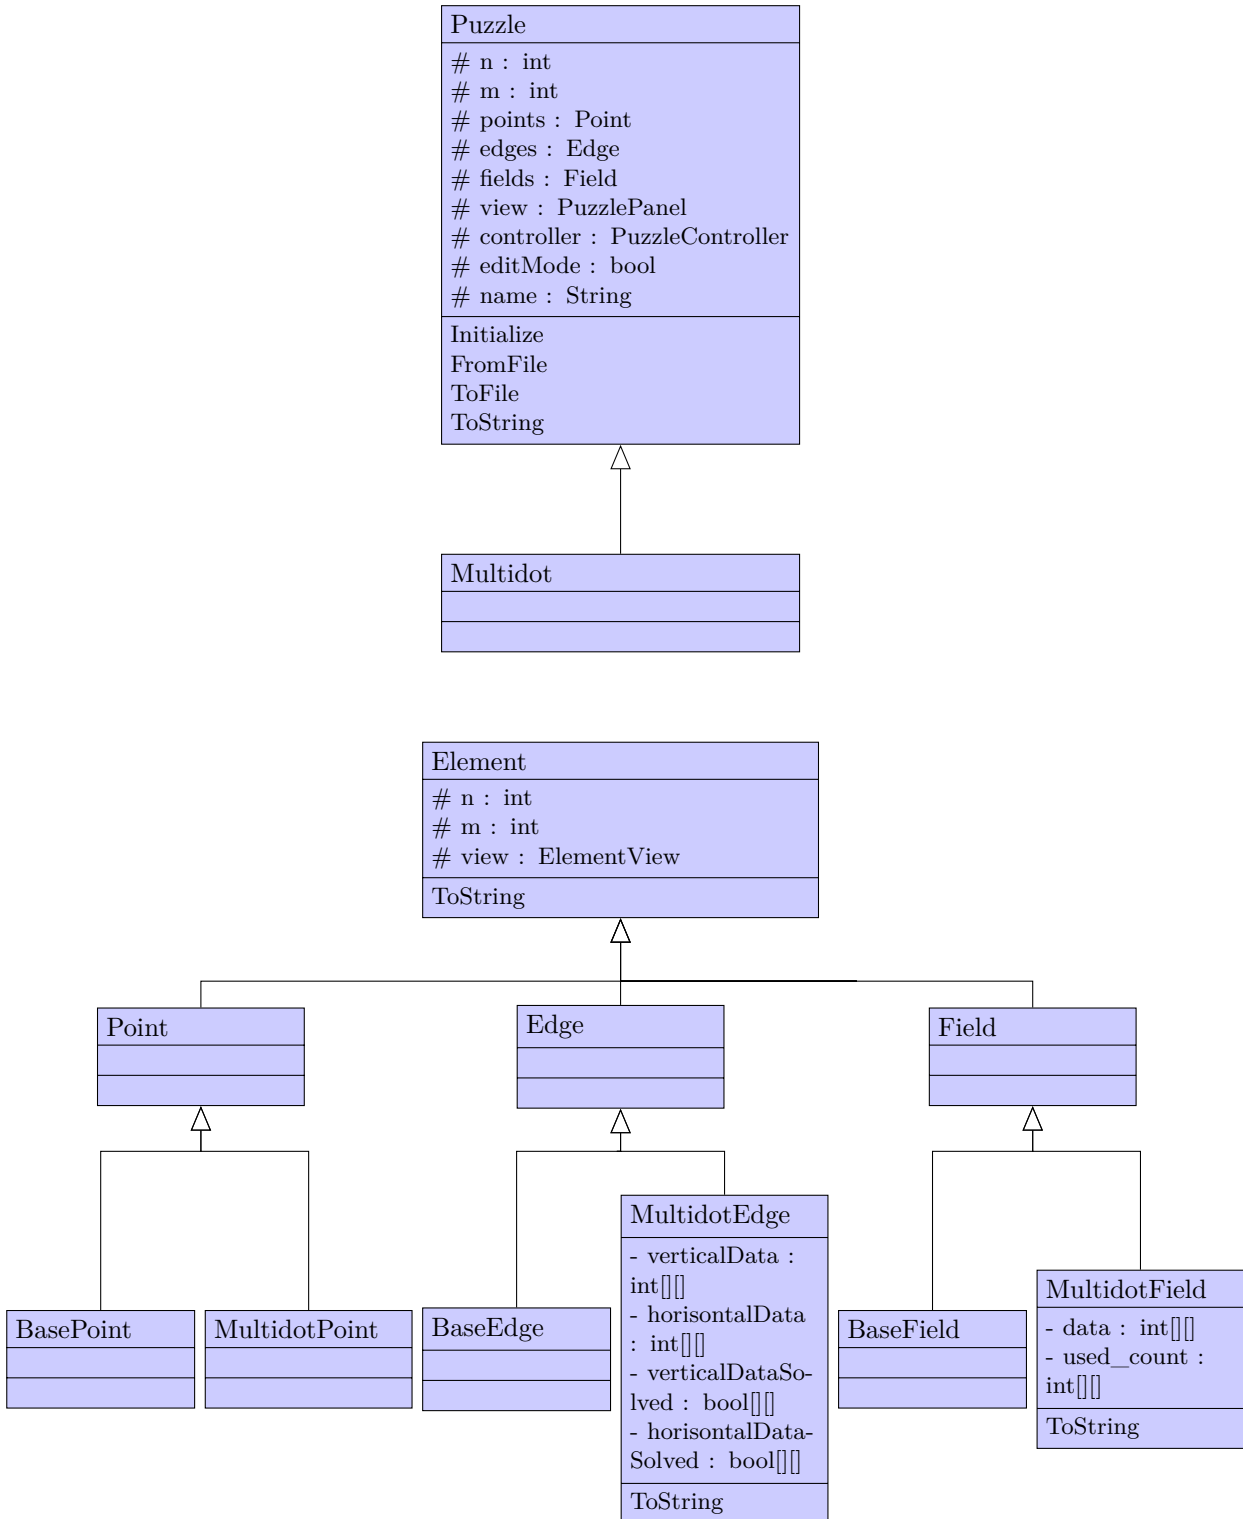 Puzzle
# n : int
# m : int
# points : Point
# edges : Edge
# fields : Field
# view : PuzzlePanel
# controller : PuzzleController
# editMode : bool
# name : String
Initialize
FromFile
ToFile
ToString
Multidot
Element
# n : int
# m : int
# view : ElementView
ToString
Point
Edge
Field
BasePoint
MultidotPoint
BaseEdge
MultidotEdge
- verticalData :
int[][]
- horisontalData
: int[][]
- verticalDataSo-
lved : bool[][]
- horisontalData-
Solved : bool[][]
ToString
BaseField
MultidotField
- data : int[][]
- used_count :
int[][]
ToString